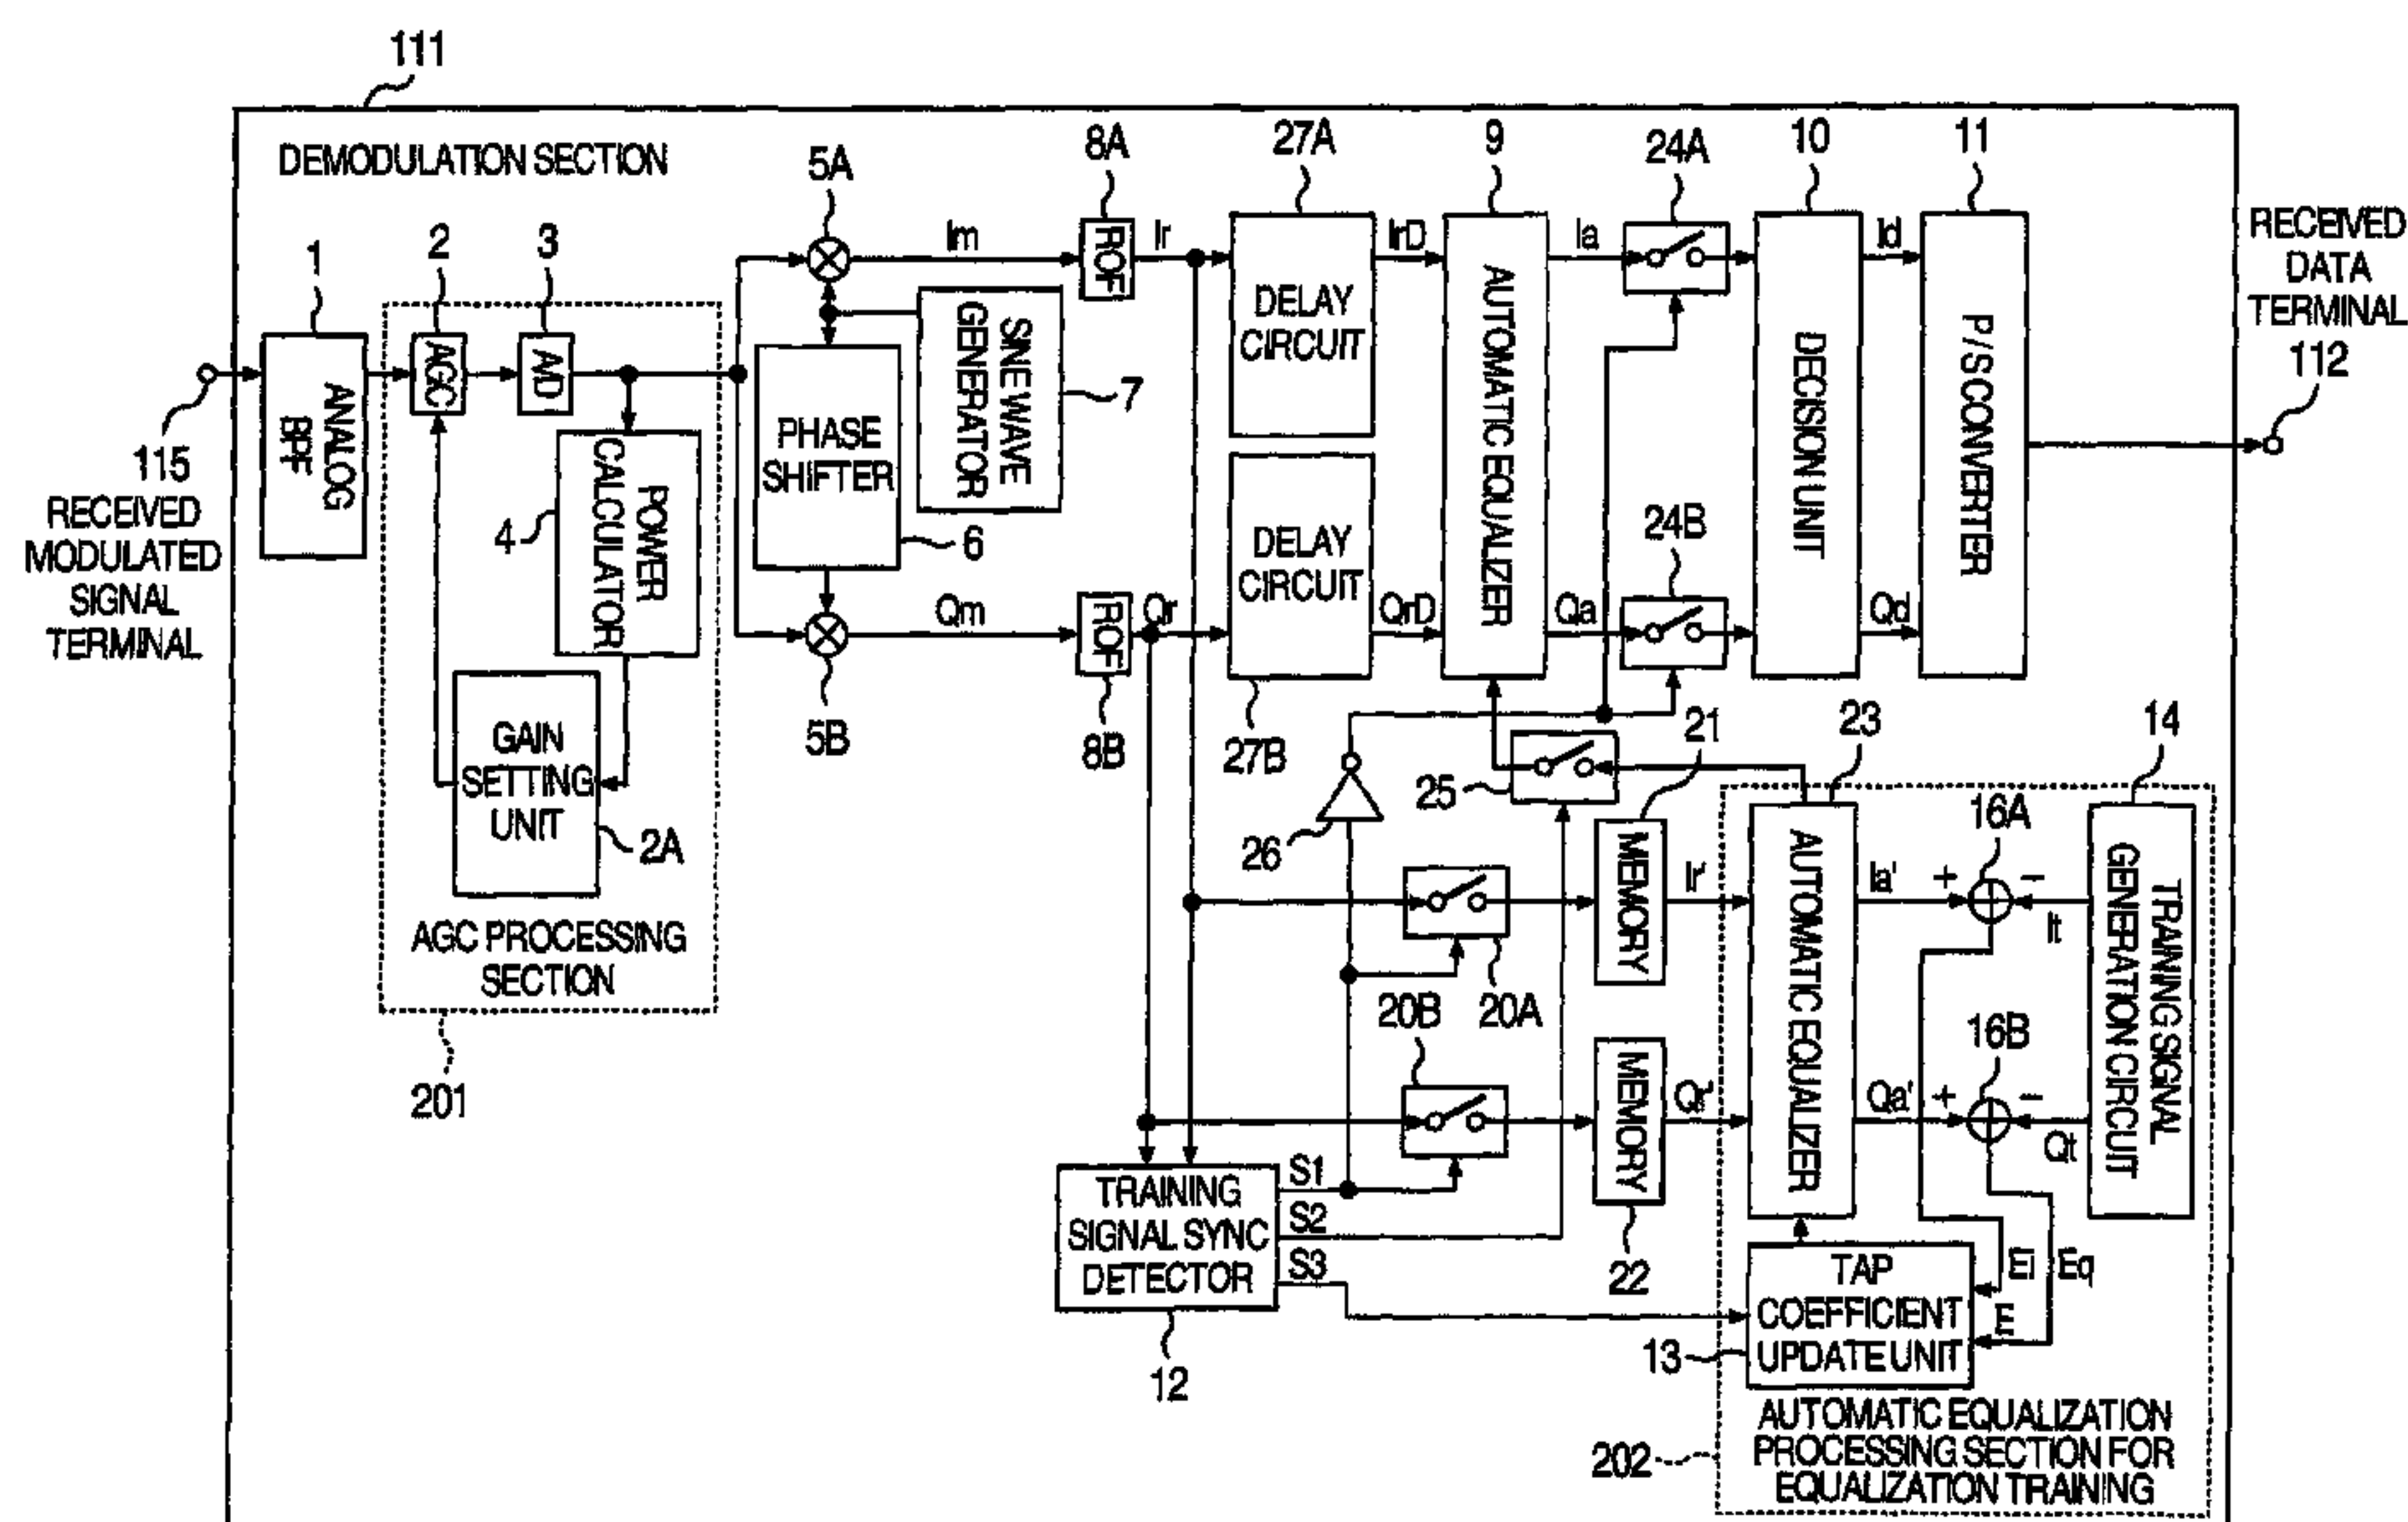 111
DEMODULATION SECTION
115
RECEIVED
MODULATED
SIGNAL
TERMINAL
1
ANALOG
BPF
2
AGC
3
A/D
4
POWER
CALCULATOR
GAIN
SETTING
UNIT
2A
AGC PROCESSING
SECTION
201
5A
5B
PHASE
SHIFTER
6
SINE WAVE
GENERATOR
7
Im
Qm
8A
ROF
Ir
8B
ROF
Qr
27A
DELAY
CIRCUIT
IrD
27B
DELAY
CIRCUIT
QrD
9
AUTOMATIC EQUALIZER
Ia
Qa
24A
24B
10
DECISION UNIT
Id
Qd
11
P/S CONVERTER
RECEIVED
DATA
TERMINAL
112
26
25
20A
20B
21
MEMORY
Ir'
22
MEMORY
Qr'
TRAINING
SIGNAL SYNC
DETECTOR
12
S1
S2
S3
23
AUTOMATIC EQUALIZER
Ia'
Qa'
+
-
16A
It
+
-
16B
Qt
14
TRAINING SIGNAL
GENERATION CIRCUIT
Ei
Eq
E
TAP
COEFFICIENT
UPDATE UNIT
13
AUTOMATIC EQUALIZATION
PROCESSING SECTION FOR
EQUALIZATION TRAINING
202